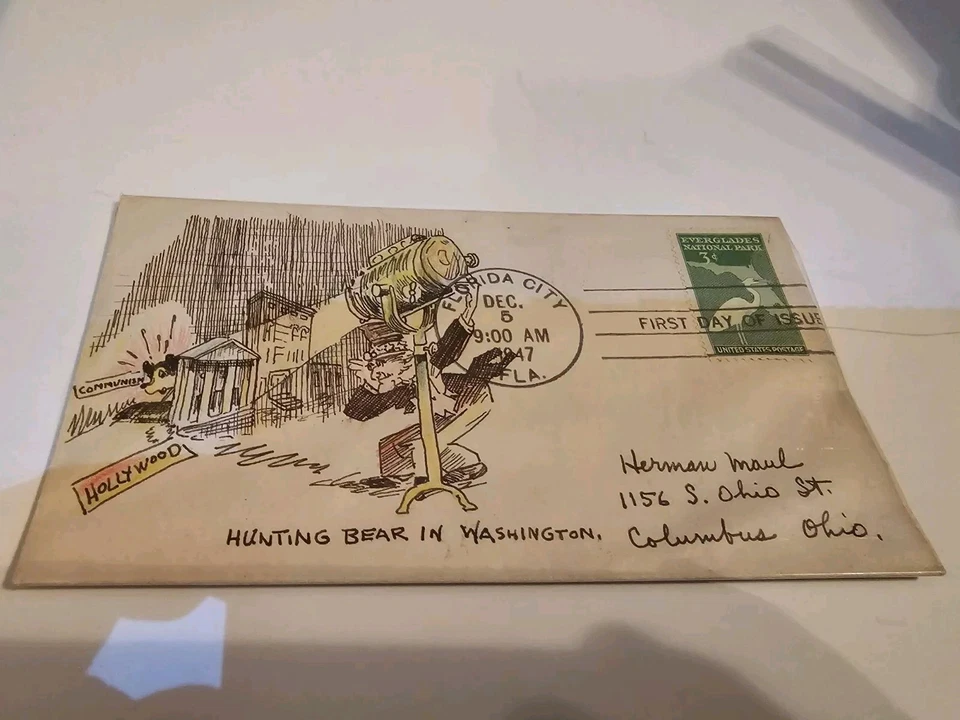 EVERGLADES
NATIONAL PARK
3¢
UNITED STATES POSTAGE
FIRST DAY OF ISSUE
FLORIDA CITY
DEC.
5
9:00 AM
1947
FLA.
COMMUNISM
HOLLYWOOD
HUNTING BEAR IN WASHINGTON.
Herman Maul
1156 S. Ohio St.
Columbus Ohio.